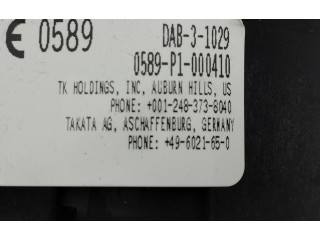 CE 0589 DAB-3-1029
0589-P1-000410
TK HOLDINGS, INC, AUBURN HILLS, US
PHONE: +001-248-373-8040
TAKATA AG, ASCHAFFENBURG, GERMANY
PHONE: +49-6021-65-0